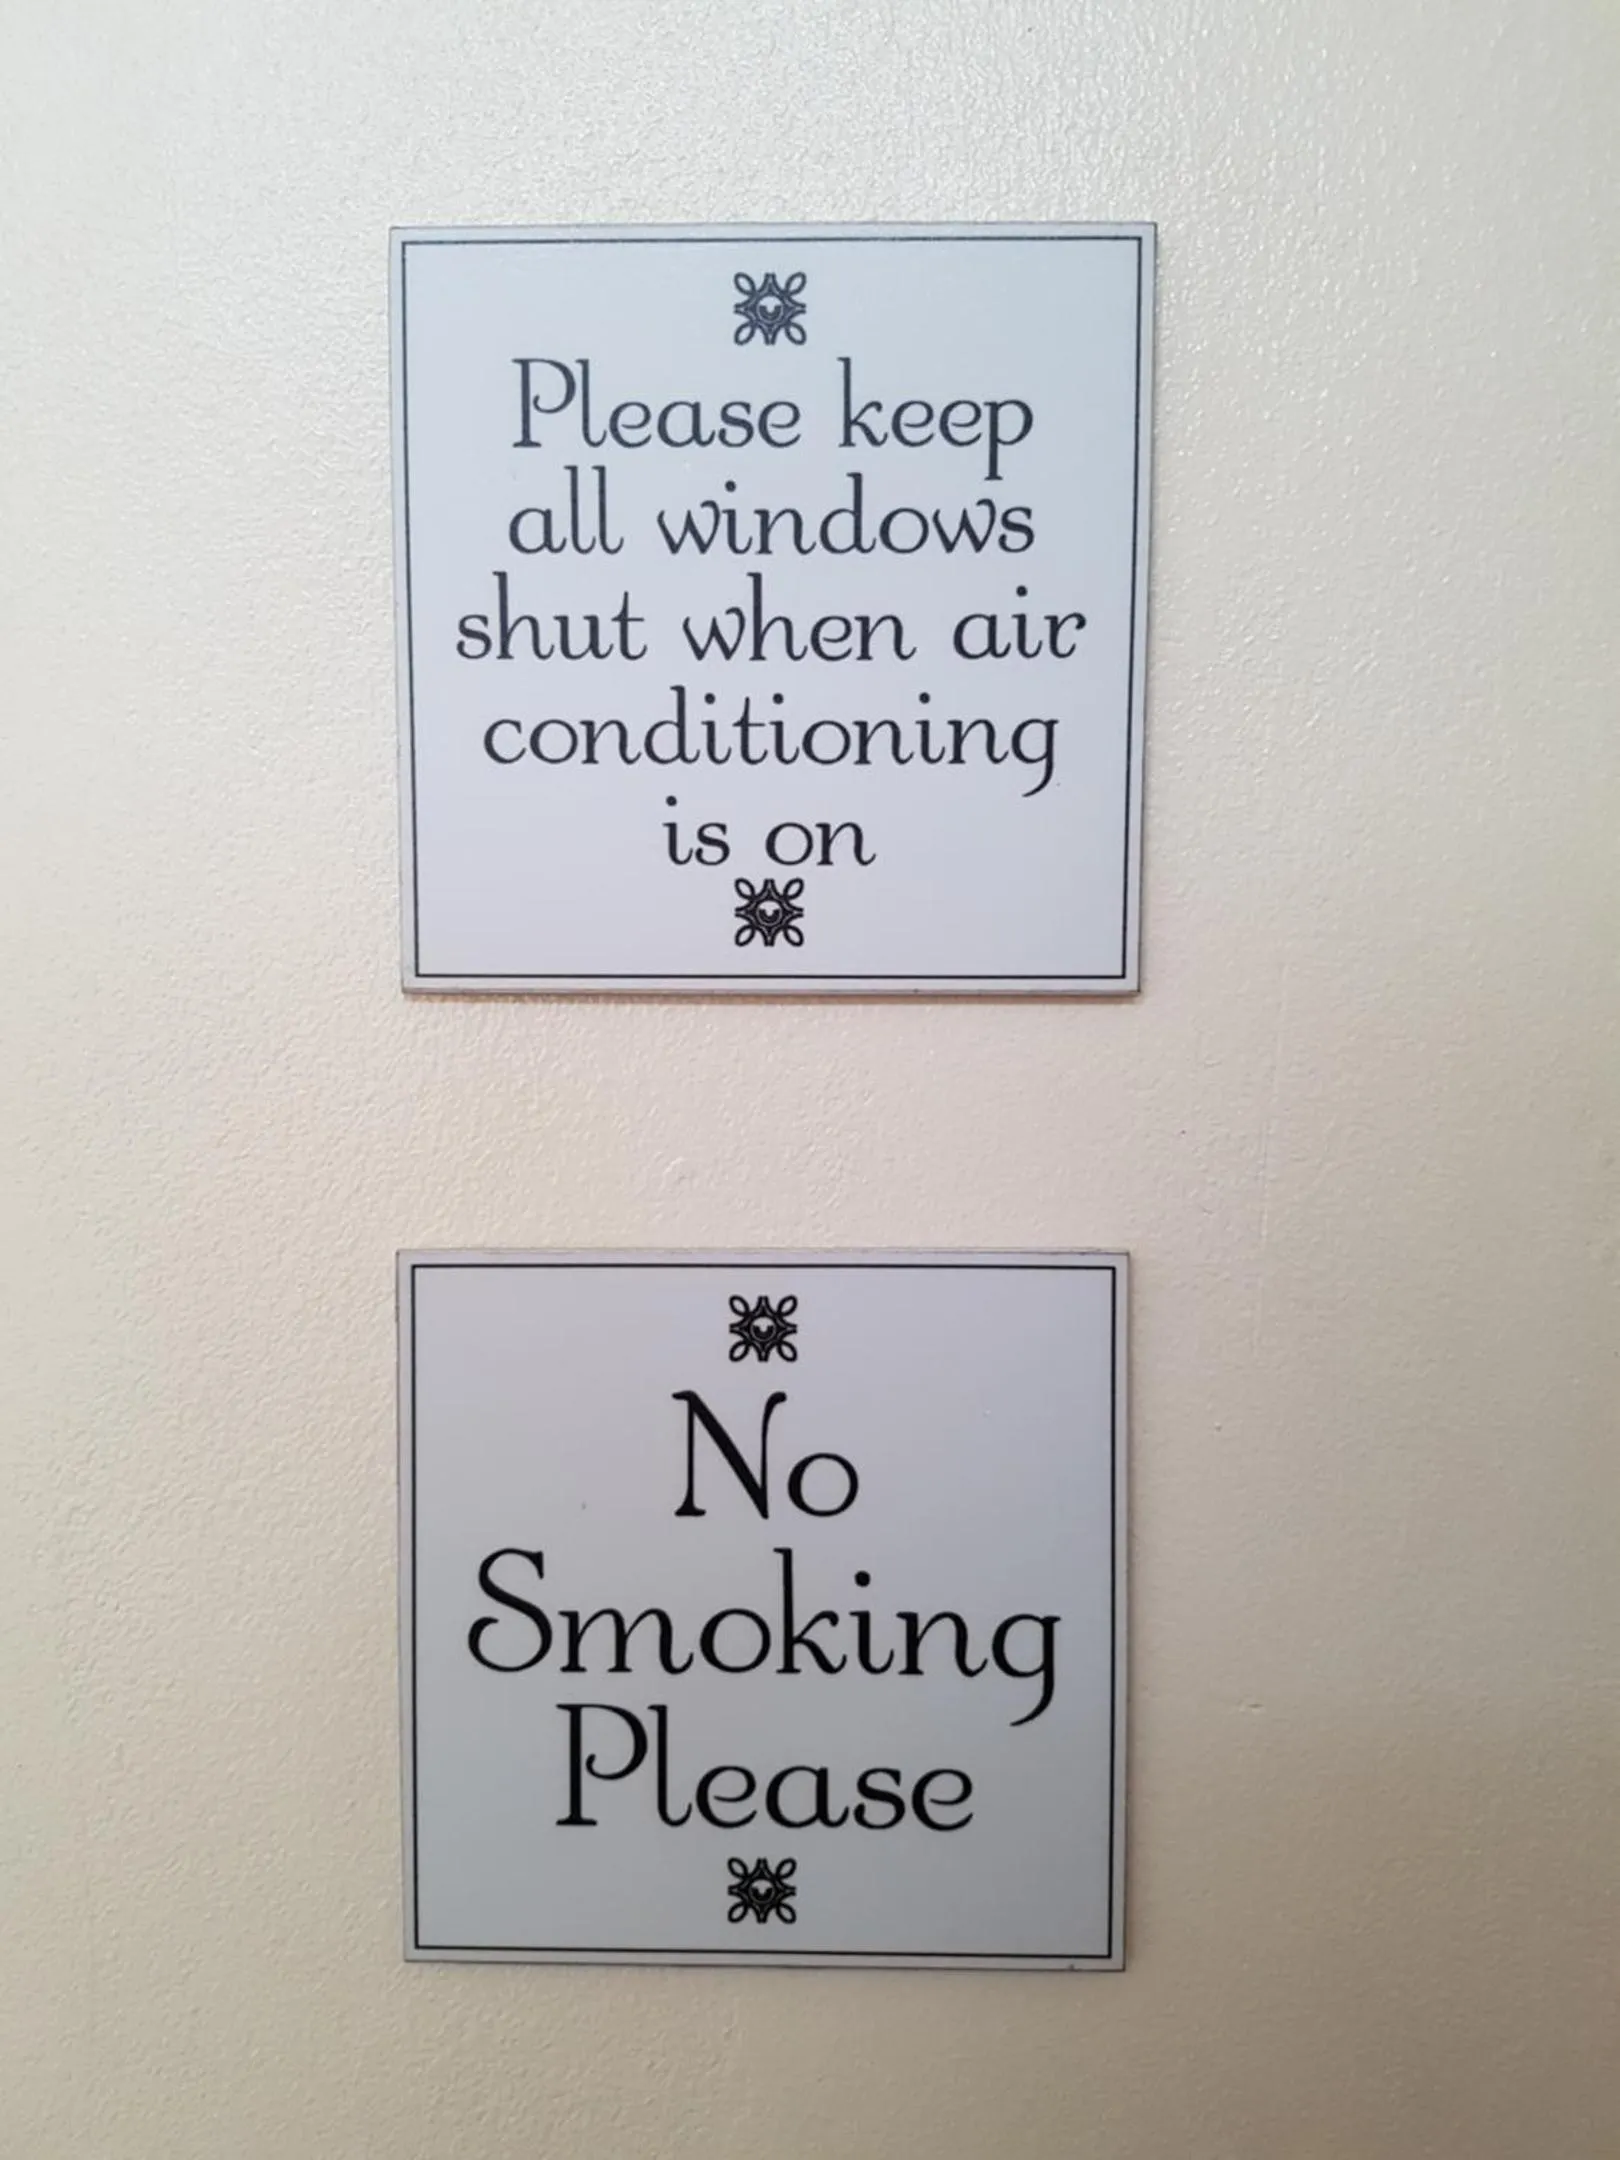 Please keep
all windows
shut when air
conditioning
is on
No
Smoking
Please